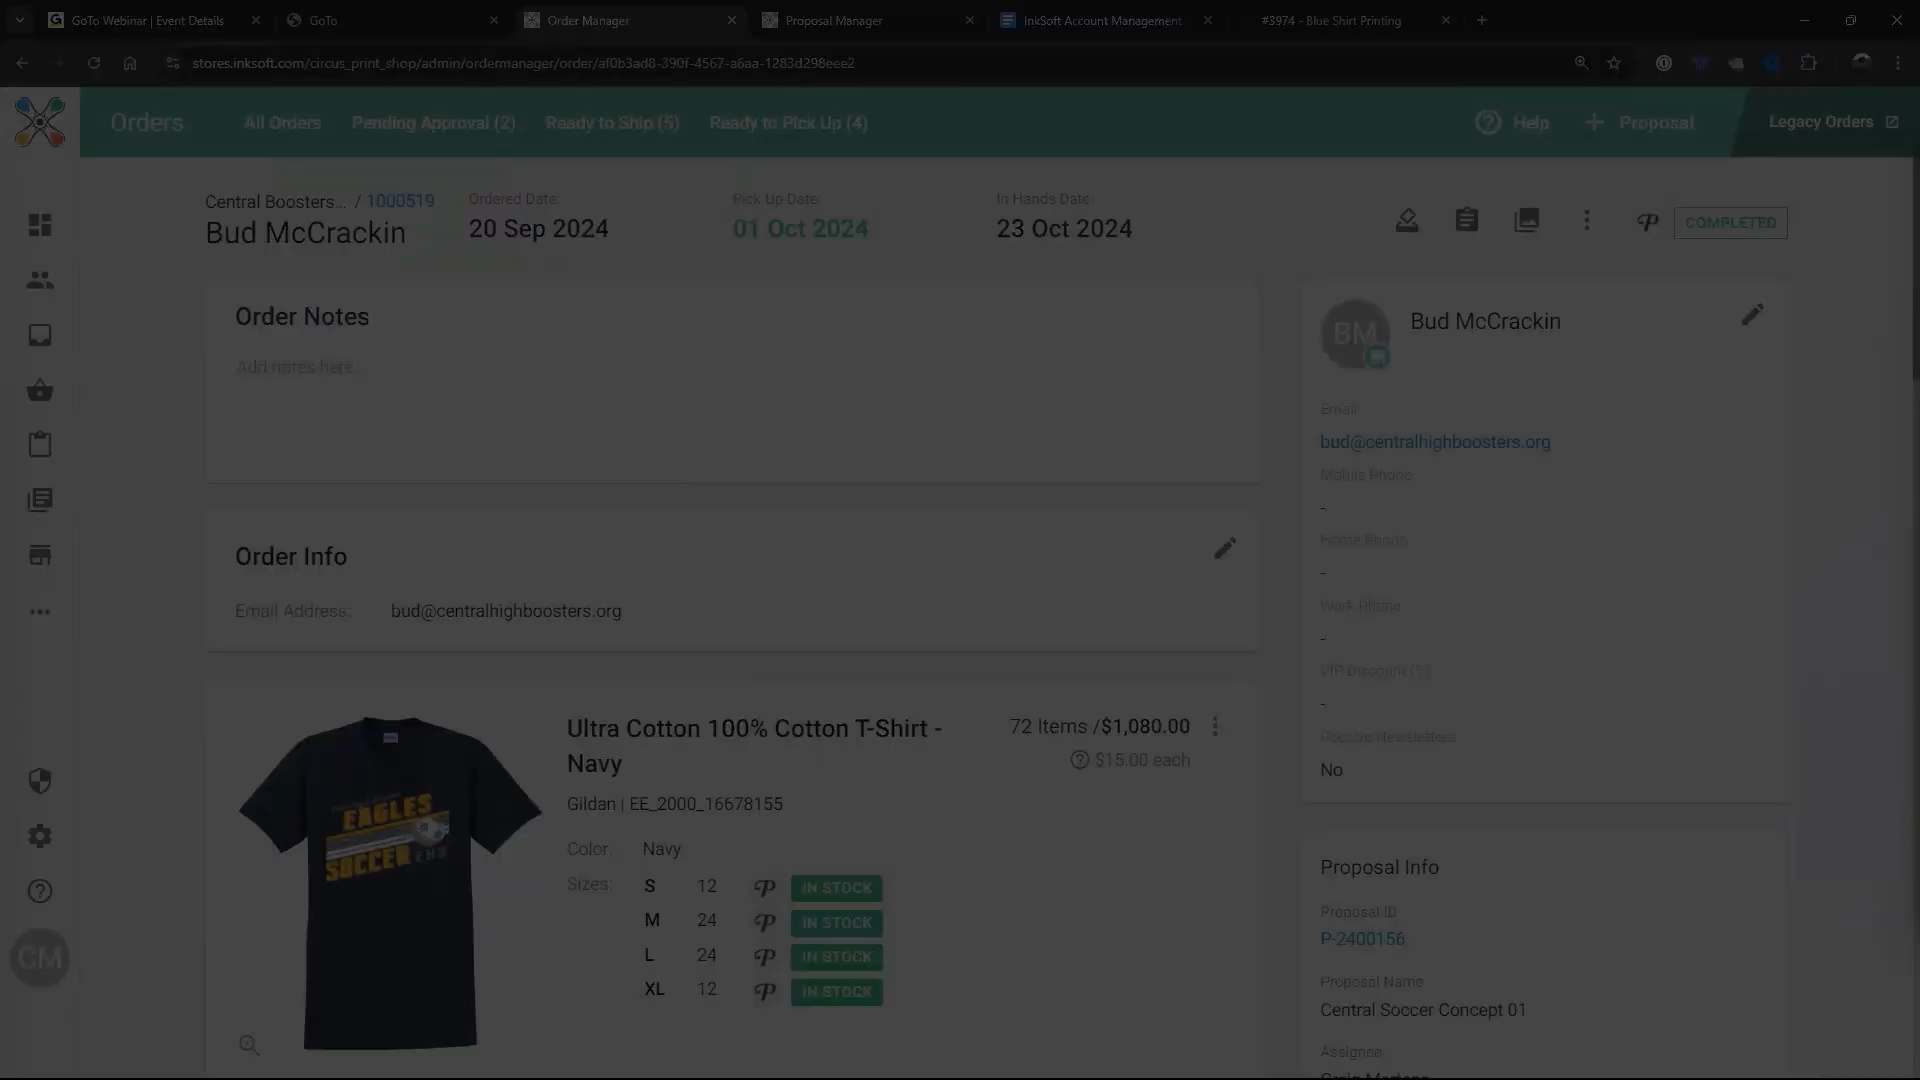 GoTo Webinar | Event Details
GoTo
Order Manager
Proposal Manager
InkSoft Account Management
#3974 - Blue Shirt Printing
stores.inksoft.com/circus_print_shop/admin/ordermanager/order/af0b3ad8-390f-4567-a6aa-1283d298eee2
Orders
All Orders
Pending Approval (2)
Ready to Ship (5)
Ready to Pick Up (4)
Help
Proposal
Legacy Orders
Central Boosters... / 1000519
Bud McCrackin
Ordered Date:
20 Sep 2024
Pick Up Date:
01 Oct 2024
In Hands Date:
23 Oct 2024
COMPLETED
Order Notes
Add notes here...
Order Info
Email Address:
bud@centralhighboosters.org
BM
Bud McCrackin
Email
bud@centralhighboosters.org
Mobile Phone
-
Home Phone
-
Work Phone
-
VIP Discount (%)
-
Receive Newsletters
No
EAGLES
SOCCER EHS
Ultra Cotton 100% Cotton T-Shirt -
Navy
72 Items /$1,080.00
$15.00 each
Gildan | EE_2000_16678155
Color: Navy
Sizes: S 12 IN STOCK
M 24 IN STOCK
L 24 IN STOCK
XL 12 IN STOCK
Proposal Info
Proposal ID
P-2400156
Proposal Name
Central Soccer Concept 01
Assignee
CM